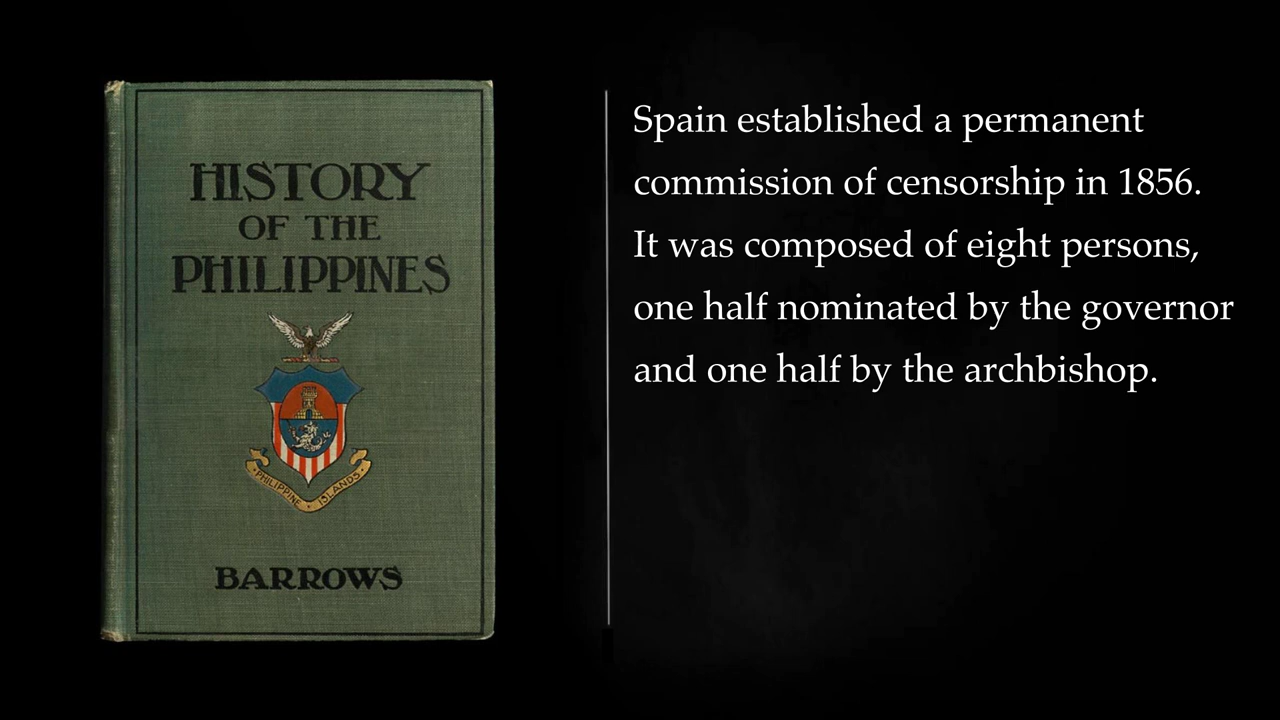 HISTORY
OF THE
PHILIPPINES
PHILIPPINE ISLANDS
BARROWS
Spain established a permanent
commission of censorship in 1856.
It was composed of eight persons,
one half nominated by the governor
and one half by the archbishop.